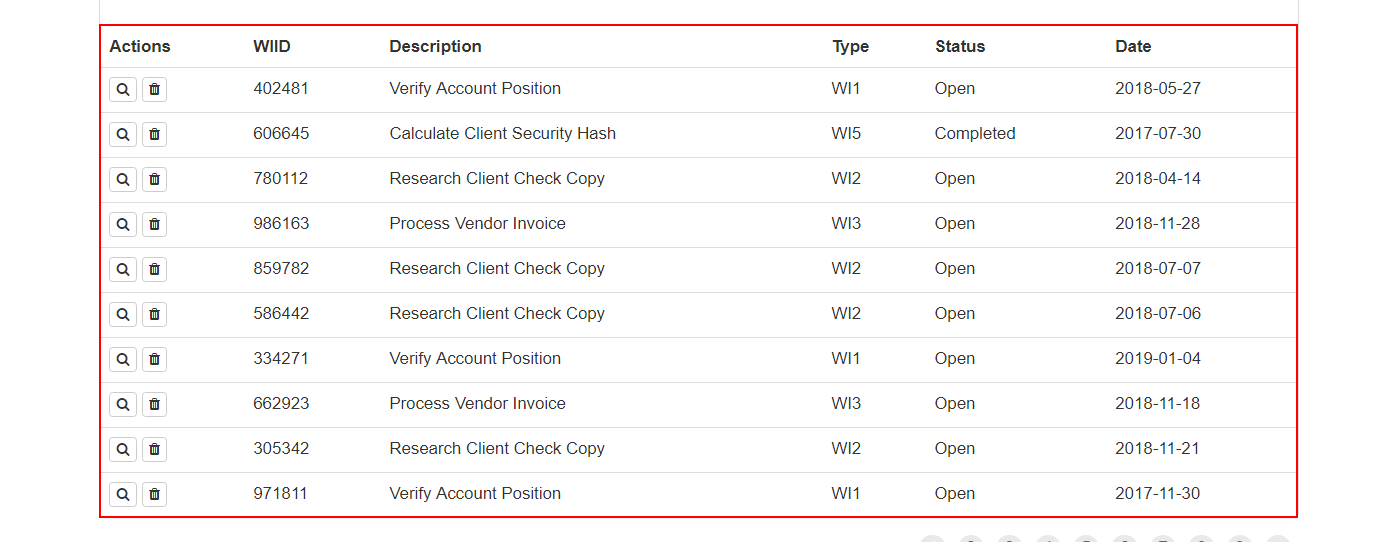 Actions WIID Description Type Status Date
402481 Verify Account Position WI1 Open 2018-05-27
606645 Calculate Client Security Hash WI5 Completed 2017-07-30
780112 Research Client Check Copy WI2 Open 2018-04-14
986163 Process Vendor Invoice WI3 Open 2018-11-28
859782 Research Client Check Copy WI2 Open 2018-07-07
586442 Research Client Check Copy WI2 Open 2018-07-06
334271 Verify Account Position WI1 Open 2019-01-04
662923 Process Vendor Invoice WI3 Open 2018-11-18
305342 Research Client Check Copy WI2 Open 2018-11-21
971811 Verify Account Position WI1 Open 2017-11-30